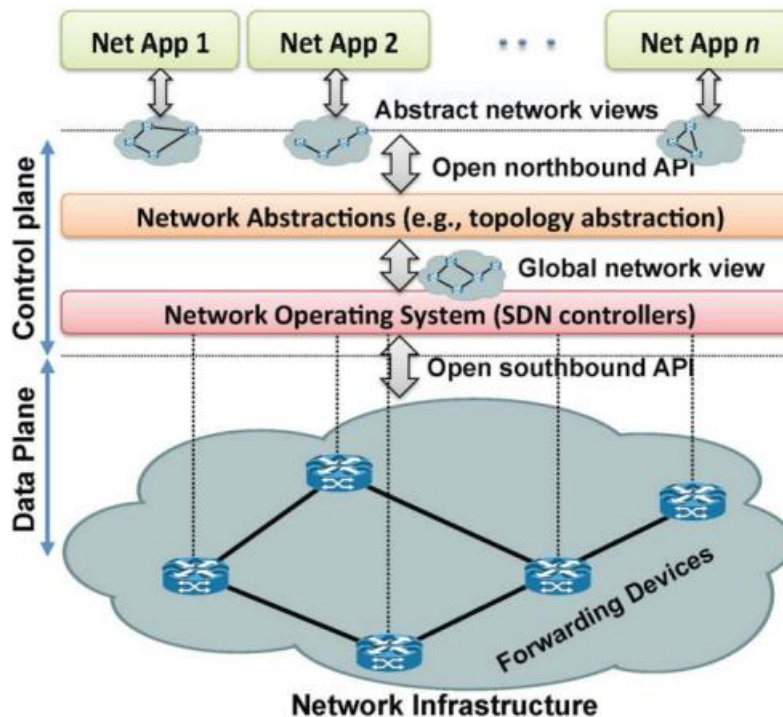 Net App 1
Net App 2
• • •
Net App n
Abstract network views
Open northbound API
Network Abstractions (e.g., topology abstraction)
Global network view
Network Operating System (SDN controllers)
Open southbound API
Control plane
Data Plane
Forwarding Devices
Network Infrastructure